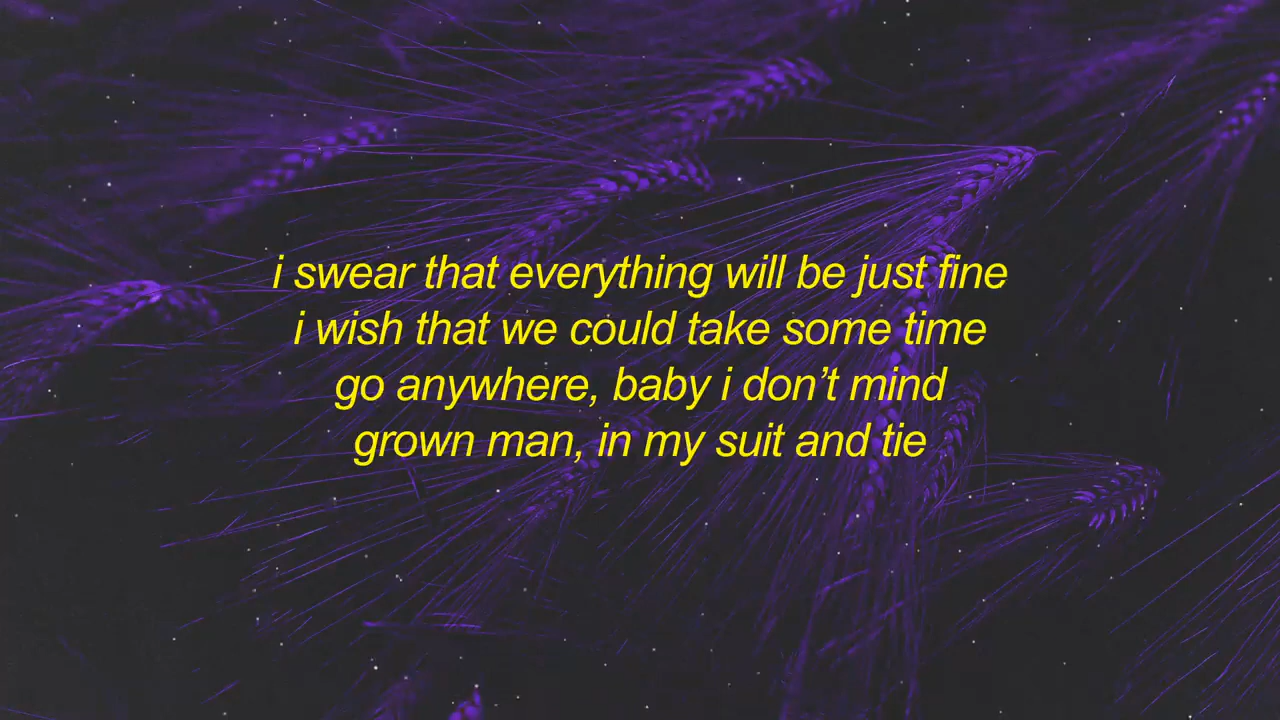 i swear that everything will be just fine
i wish that we could take some time
go anywhere, baby i don’t mind
grown man, in my suit and tie